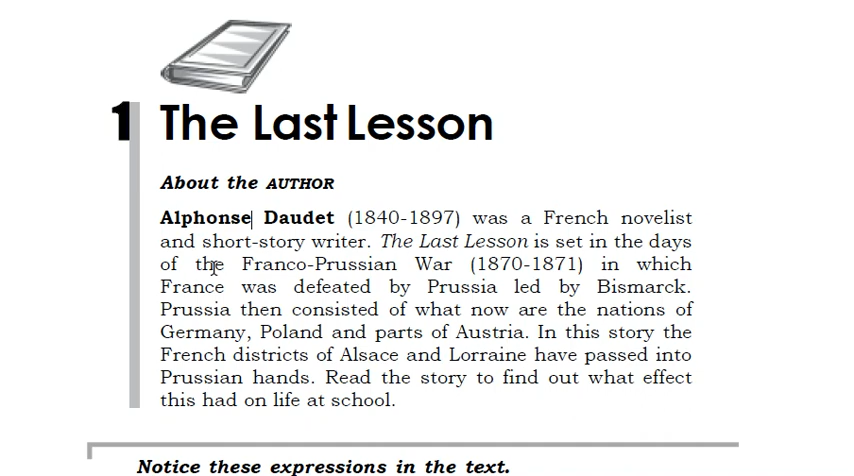 1 The Last Lesson
About the AUTHOR
Alphonse Daudet (1840-1897) was a French novelist
and short-story writer. The Last Lesson is set in the days
of the Franco-Prussian War (1870-1871) in which
France was defeated by Prussia led by Bismarck.
Prussia then consisted of what now are the nations of
Germany, Poland and parts of Austria. In this story the
French districts of Alsace and Lorraine have passed into
Prussian hands. Read the story to find out what effect
this had on life at school.
Notice these expressions in the text.